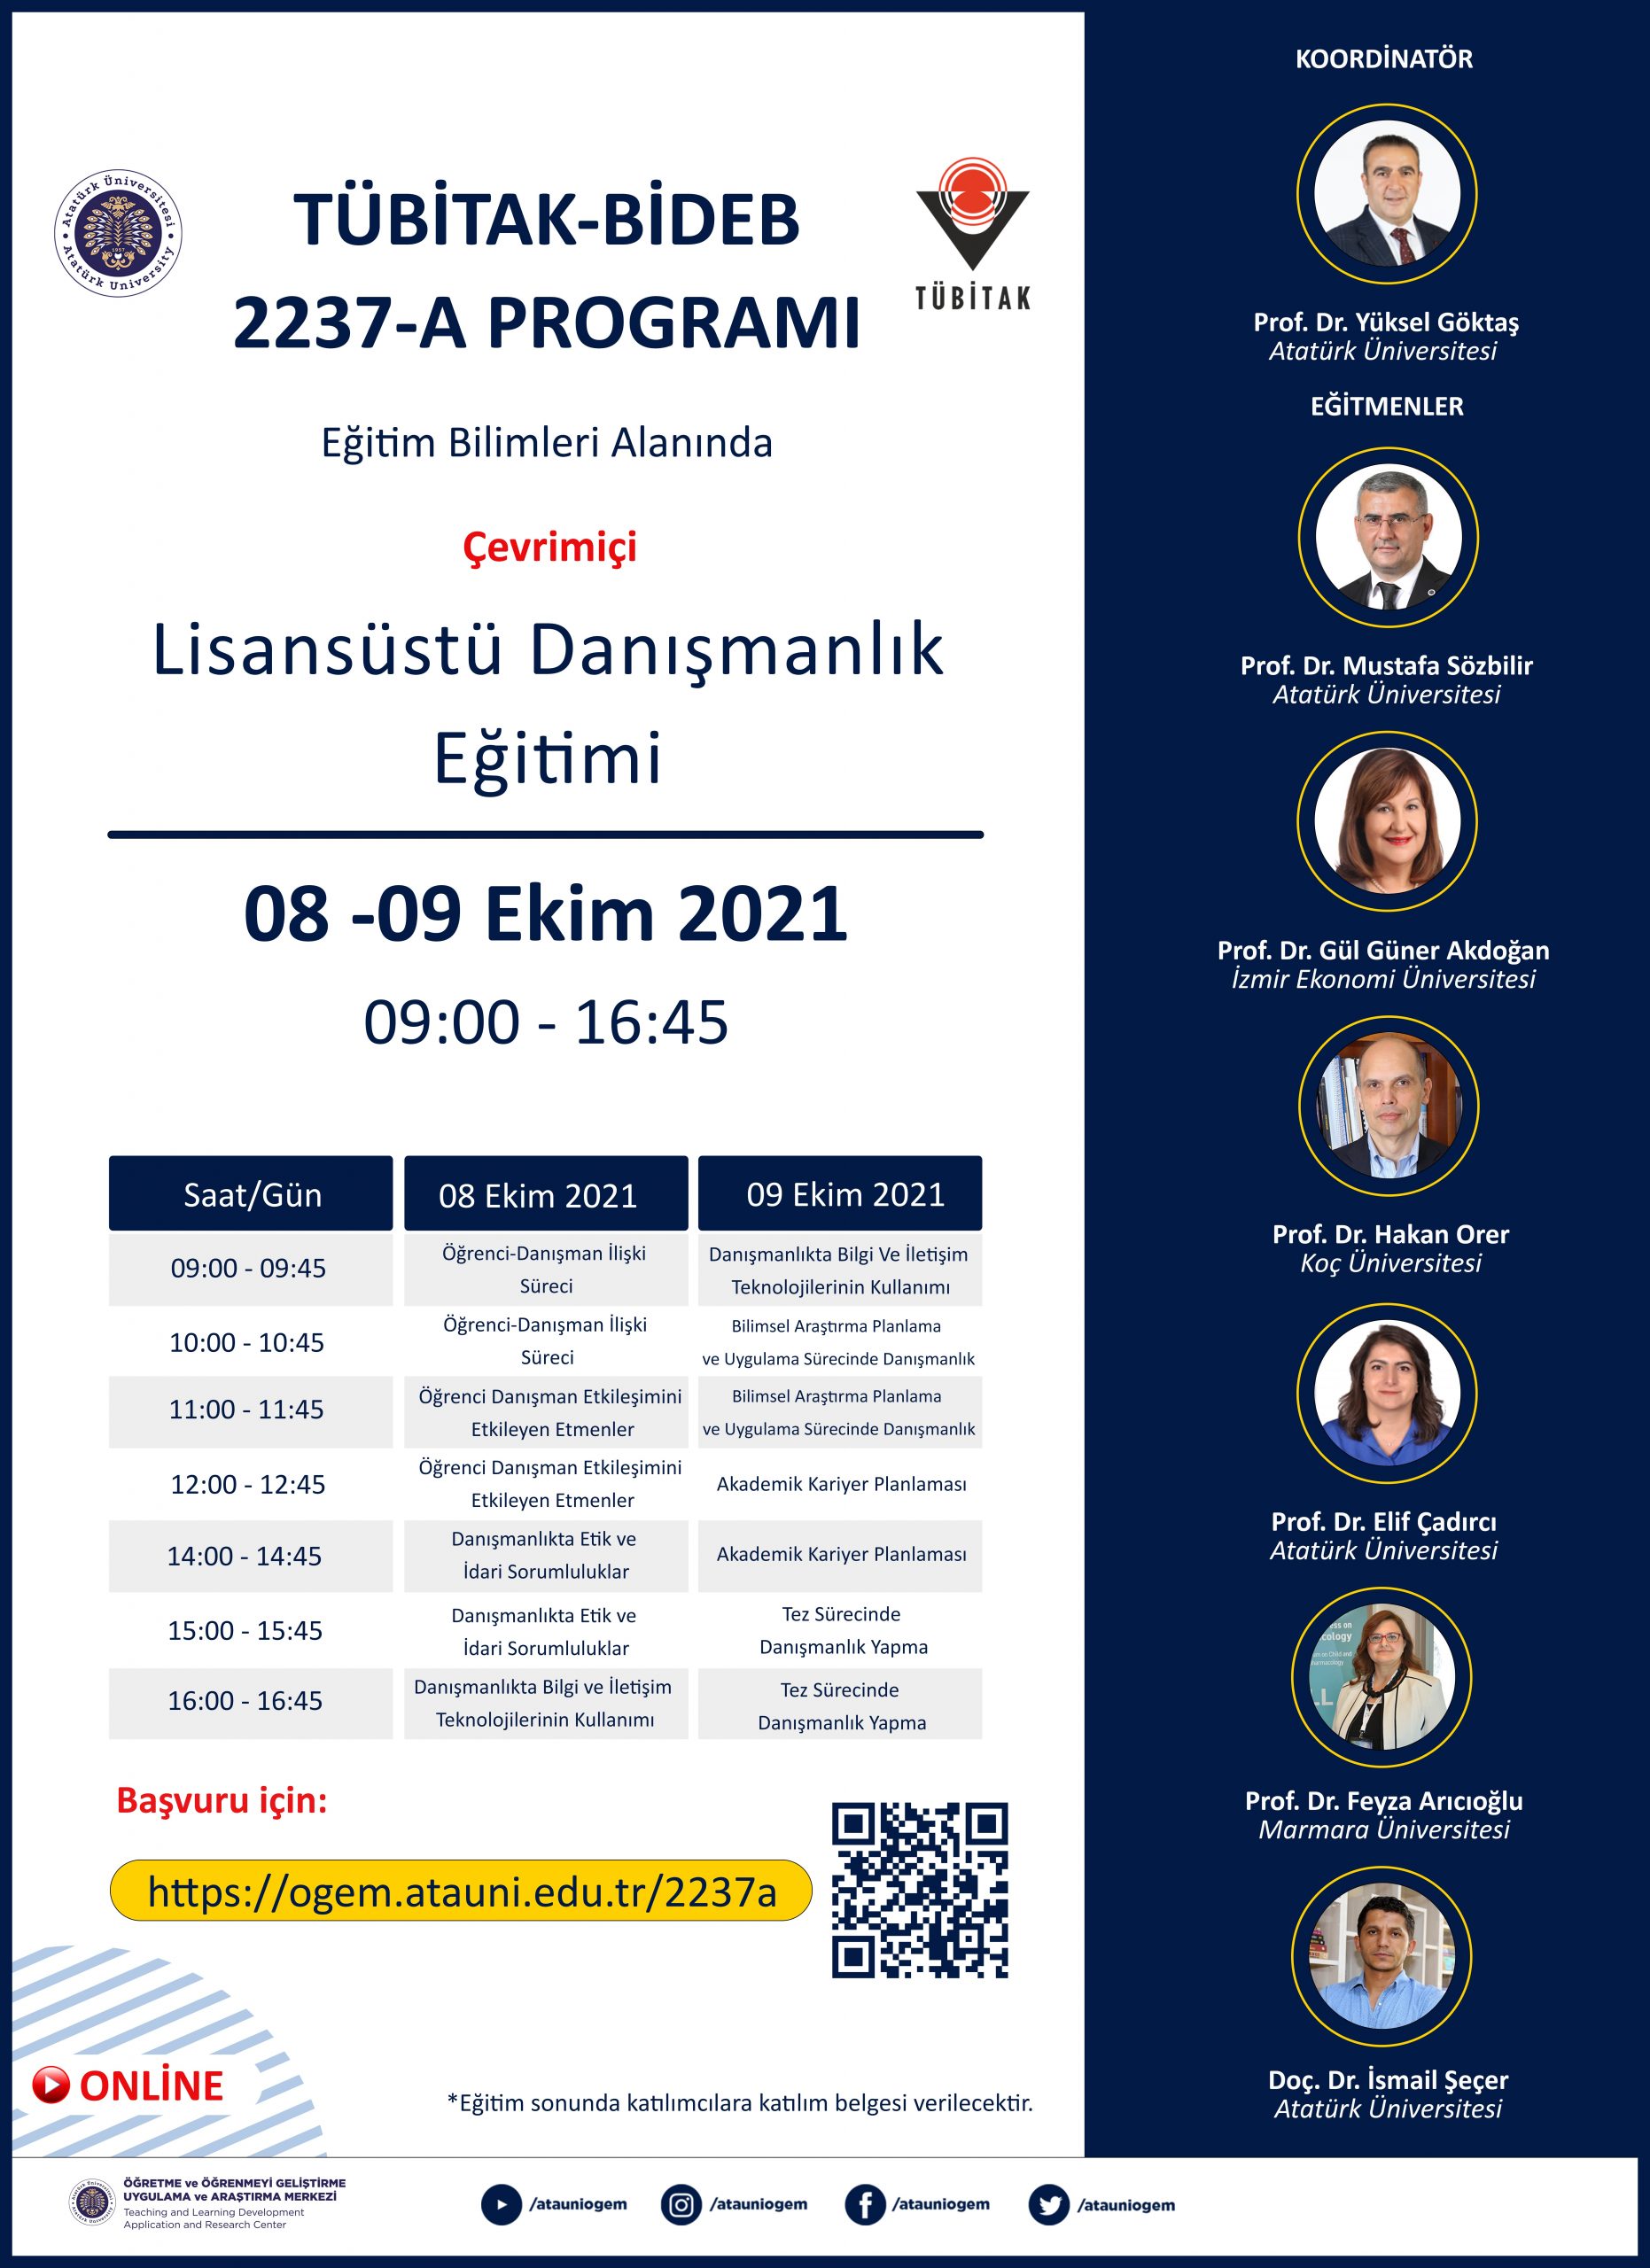 Atatürk Üniversitesi
Atatürk University
1957
TÜBİTAK-BİDEB
2237-A PROGRAMI
TÜBİTAK
Eğitim Bilimleri Alanında
Çevrimiçi
Lisansüstü Danışmanlık
Eğitimi
08 -09 Ekim 2021
09:00 - 16:45
Saat/Gün 08 Ekim 2021 09 Ekim 2021
09:00 - 09:45
Öğrenci-Danışman İlişki
Süreci
Danışmanlıkta Bilgi Ve İletişim
Teknolojilerinin Kullanımı
10:00 - 10:45
Öğrenci-Danışman İlişki
Süreci
Bilimsel Araştırma Planlama
ve Uygulama Sürecinde Danışmanlık
11:00 - 11:45
Öğrenci Danışman Etkileşimini
Etkileyen Etmenler
Bilimsel Araştırma Planlama
ve Uygulama Sürecinde Danışmanlık
12:00 - 12:45
Öğrenci Danışman Etkileşimini
Etkileyen Etmenler
Akademik Kariyer Planlaması
14:00 - 14:45
Danışmanlıkta Etik ve
İdari Sorumluluklar
Akademik Kariyer Planlaması
15:00 - 15:45
Danışmanlıkta Etik ve
İdari Sorumluluklar
Tez Sürecinde
Danışmanlık Yapma
16:00 - 16:45
Danışmanlıkta Bilgi ve İletişim
Teknolojilerinin Kullanımı
Tez Sürecinde
Danışmanlık Yapma
Başvuru için:
https://ogem.atauni.edu.tr/2237a
ONLİNE
*Eğitim sonunda katılımcılara katılım belgesi verilecektir.
KOORDİNATÖR
Prof. Dr. Yüksel Göktaş
Atatürk Üniversitesi
EĞİTMENLER
Prof. Dr. Mustafa Sözbilir
Atatürk Üniversitesi
Prof. Dr. Gül Güner Akdoğan
İzmir Ekonomi Üniversitesi
Prof. Dr. Hakan Orer
Koç Üniversitesi
Prof. Dr. Elif Çadırcı
Atatürk Üniversitesi
Prof. Dr. Feyza Arıcıoğlu
Marmara Üniversitesi
Doç. Dr. İsmail Şeçer
Atatürk Üniversitesi
ÖĞRETME ve ÖĞRENMEYİ GELİŞTİRME
UYGULAMA ve ARAŞTIRMA MERKEZİ
Teaching and Learning Development
Application and Research Center
/atauniogem /atauniogem /atauniogem /atauniogem